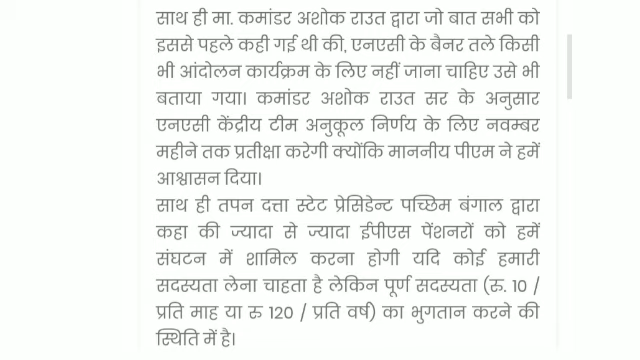 साथ ही मा. कमांडर अशोक राउत द्वारा जो बात सभी को
इससे पहले कही गई थी की, एनएसी के बैनर तले किसी
भी आंदोलन कार्यक्रम के लिए नहीं जाना चाहिए उसे भी
बताया गया। कमांडर अशोक राउत सर के अनुसार
एनएसी केंद्रीय टीम अनुकूल निर्णय के लिए नवम्बर
महीने तक प्रतीक्षा करेगी क्योंकि माननीय पीएम ने हमें
आश्वासन दिया।
साथ ही तपन दत्ता स्टेट प्रेसिडेन्ट पच्छिम बंगाल द्वारा
कहा की ज्यादा से ज्यादा ईपीएस पेंशनरों को हमें
संघटन में शामिल करना होगी यदि कोई हमारी
सदस्यता लेना चाहता है लेकिन पूर्ण सदस्यता (रु. 10 /
प्रति माह या रु 120 / प्रति वर्ष) का भुगतान करने की
स्थिति में है।